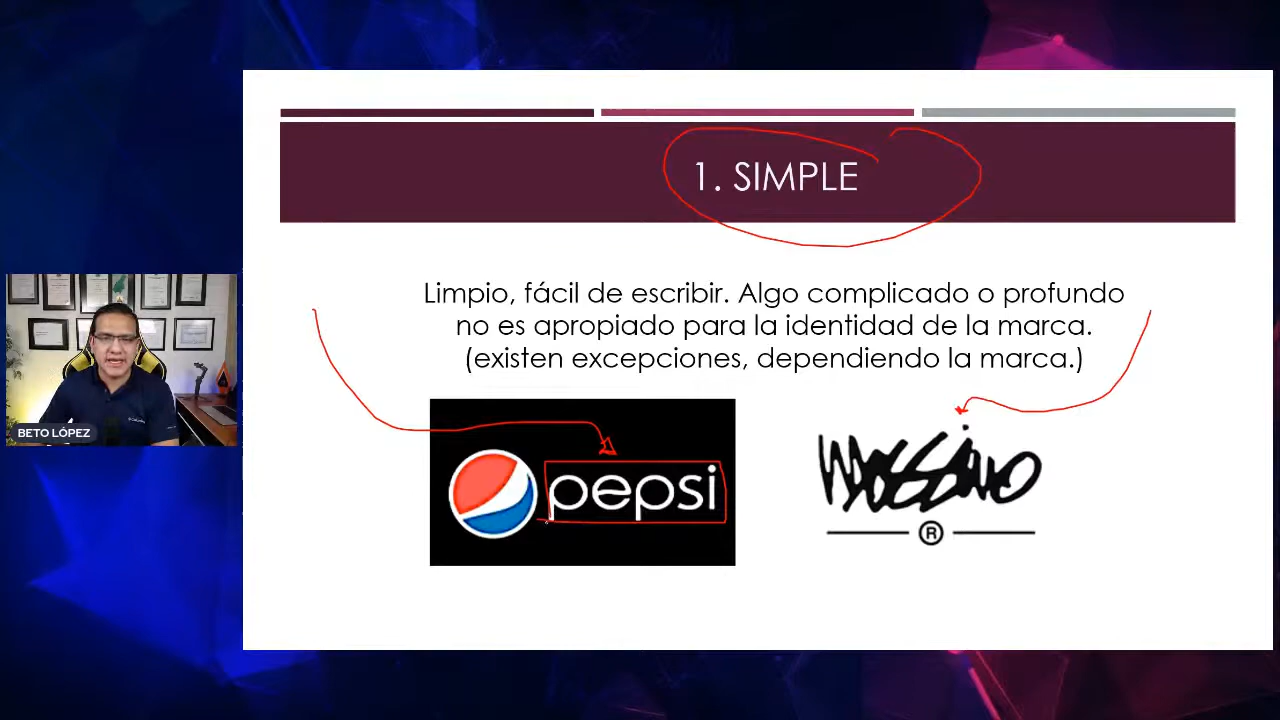 1. SIMPLE
Limpio, fácil de escribir. Algo complicado o profundo
no es apropiado para la identidad de la marca.
(existen excepciones, dependiendo la marca.)
BETO LÓPEZ
pepsi
Mossimo
®